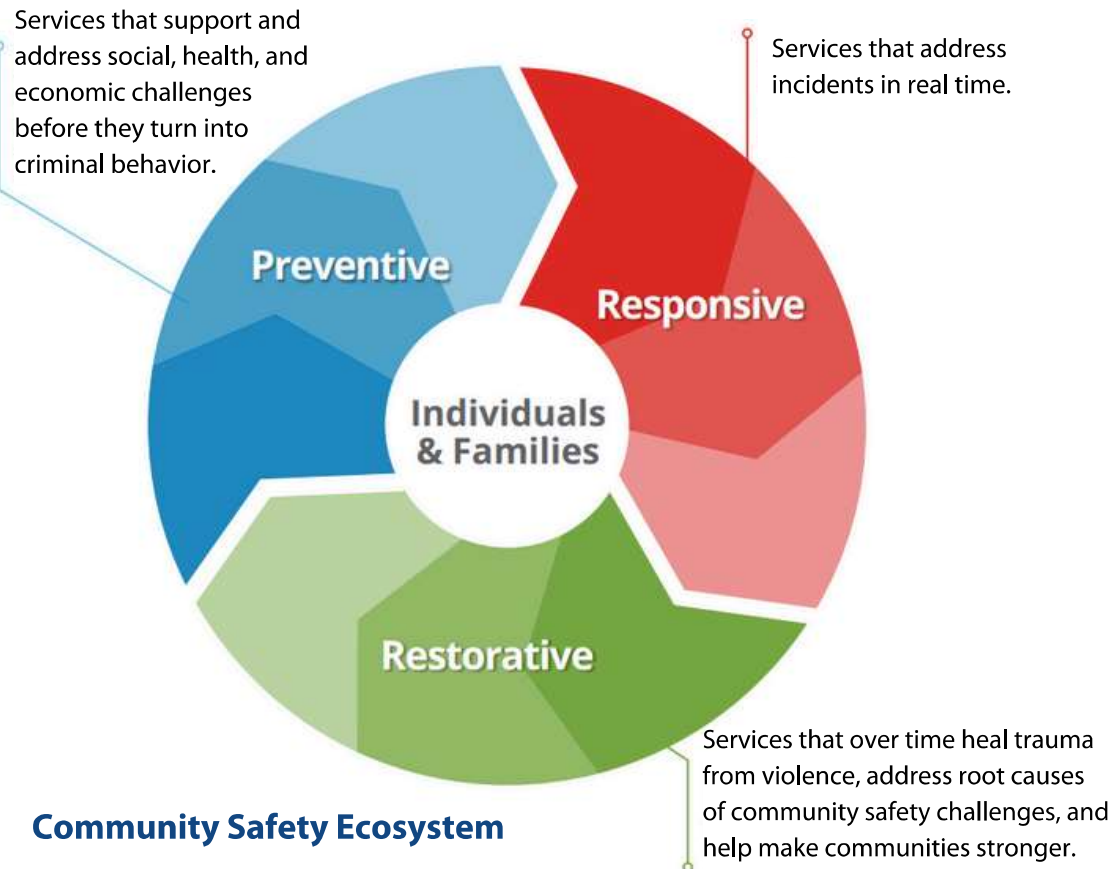 Services that support and
address social, health, and
economic challenges
before they turn into
criminal behavior.
Services that address
incidents in real time.
Preventive
Responsive
Individuals
& Families
Restorative
Services that over time heal trauma
from violence, address root causes
of community safety challenges, and
help make communities stronger.
Community Safety Ecosystem